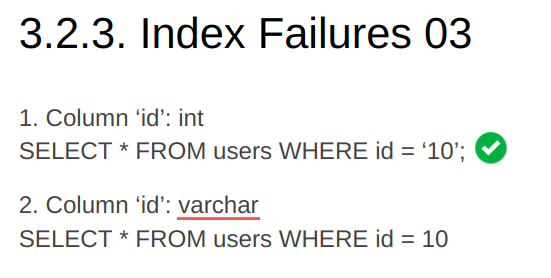 3.2.3. Index Failures 03
1. Column ‘id’: int
SELECT * FROM users WHERE id = ‘10’;
2. Column ‘id’: varchar
SELECT * FROM users WHERE id = 10